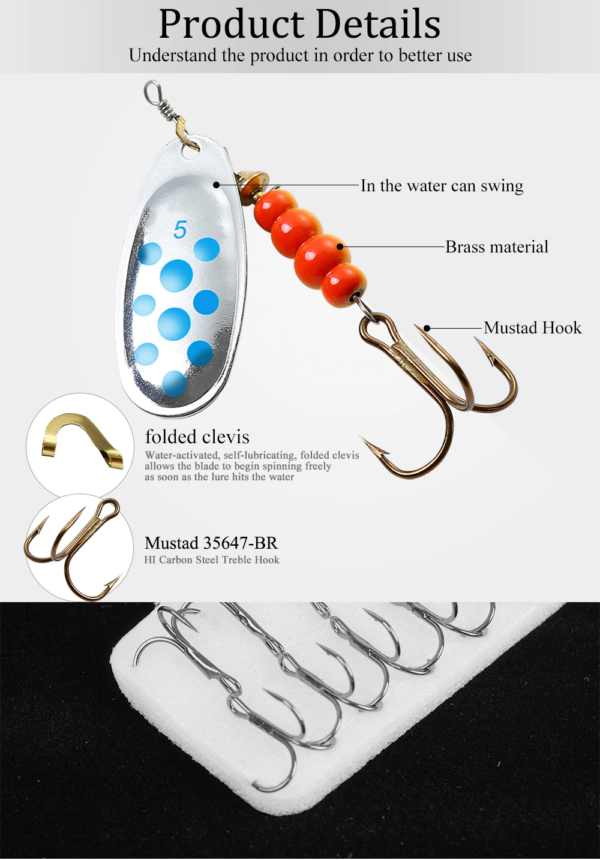 Product Details
Understand the product in order to better use
In the water can swing
5
Brass material
Mustad Hook
folded clevis
Water-activated, self-lubricating, folded clevis
allows the blade to begin spinning freely
as soon as the lure hits the water
Mustad 35647-BR
HI Carbon Steel Treble Hook